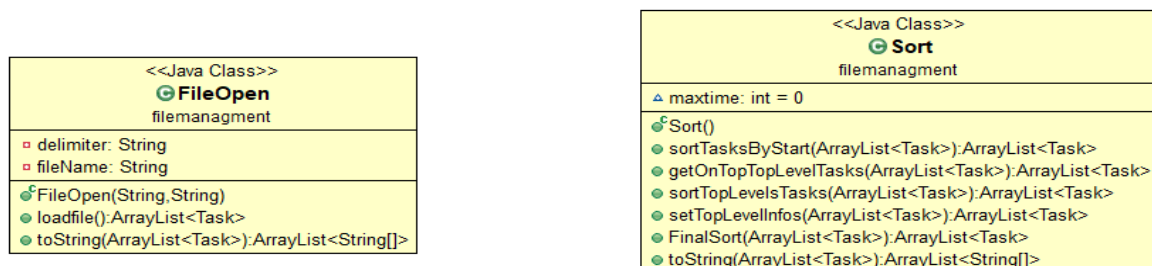 <<Java Class>>
FileOpen
filemanagment
delimiter: String
fileName: String
FileOpen(String,String)
loadfile():ArrayList<Task>
toString(ArrayList<Task>):ArrayList<String[]>
<<Java Class>>
Sort
filemanagment
maxtime: int = 0
Sort()
sortTasksByStart(ArrayList<Task>):ArrayList<Task>
getOnTopTopLevelTasks(ArrayList<Task>):ArrayList<Task>
sortTopLevelsTasks(ArrayList<Task>):ArrayList<Task>
setTopLevelInfos(ArrayList<Task>):ArrayList<Task>
FinalSort(ArrayList<Task>):ArrayList<Task>
toString(ArrayList<Task>):ArrayList<String[]>